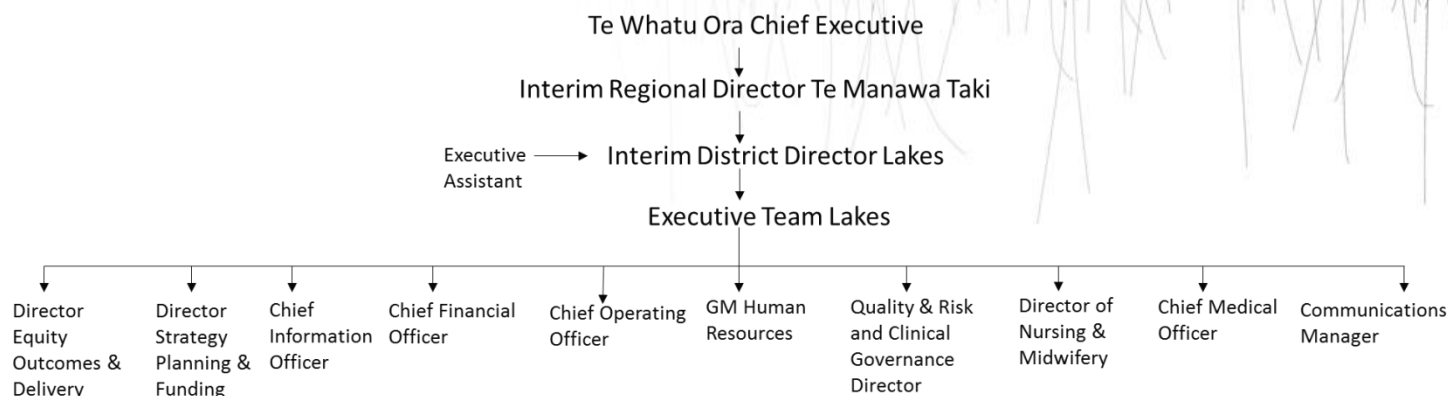 Te Whatu Ora Chief Executive
Interim Regional Director Te Manawa Taki
Executive
Assistant
Interim District Director Lakes
Executive Team Lakes
Director
Equity
Outcomes &
Delivery
Director
Strategy
Planning &
Funding
Chief
Information
Officer
Chief Financial
Officer
Chief Operating
Officer
GM Human
Resources
Quality & Risk
and Clinical
Governance
Director
Director of
Nursing &
Midwifery
Chief Medical
Officer
Communications
Manager